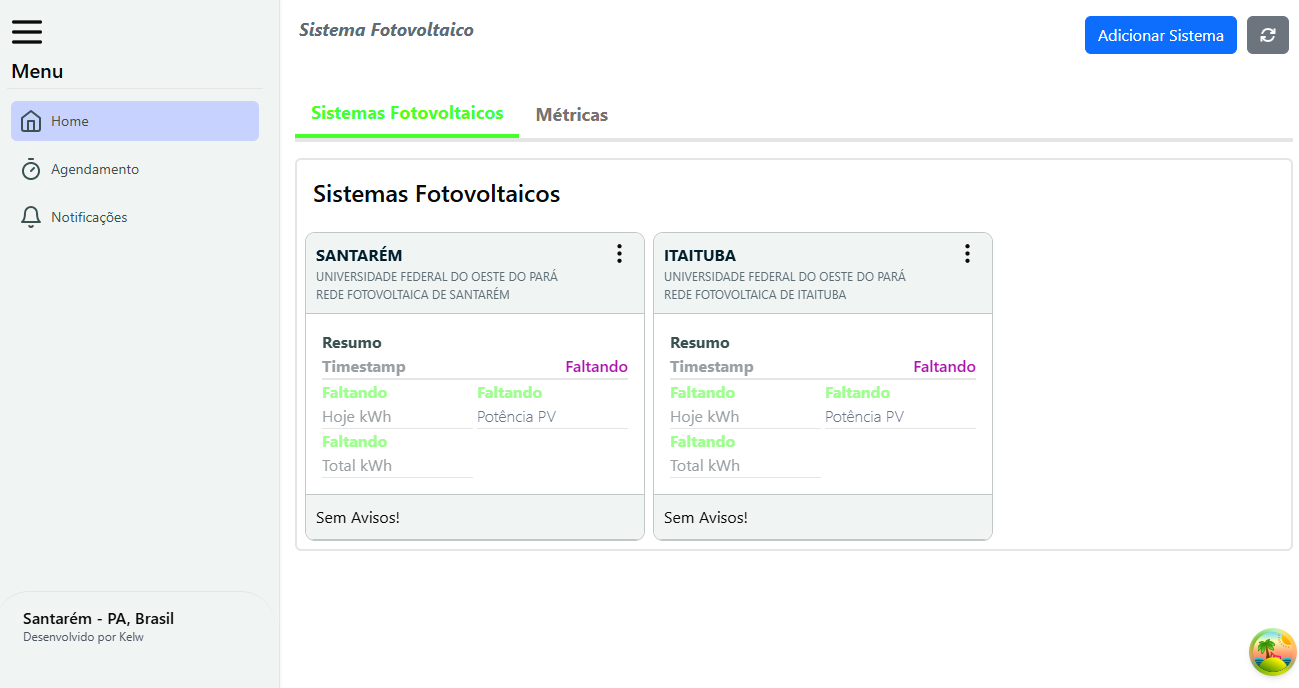 Menu
Home
Agendamento
Notificações
Santarém - PA, Brasil
Desenvolvido por Kelw
Sistema Fotovoltaico
Adicionar Sistema
Sistemas Fotovoltaicos
Métricas
Sistemas Fotovoltaicos
SANTARÉM
UNIVERSIDADE FEDERAL DO OESTE DO PARÁ
REDE FOTOVOLTAICA DE SANTARÉM
Resumo
Timestamp Faltando
Faltando Faltando
Hoje kWh Potência PV
Faltando
Total kWh
Sem Avisos!
ITAITUBA
UNIVERSIDADE FEDERAL DO OESTE DO PARÁ
REDE FOTOVOLTAICA DE ITAITUBA
Resumo
Timestamp Faltando
Faltando Faltando
Hoje kWh Potência PV
Faltando
Total kWh
Sem Avisos!